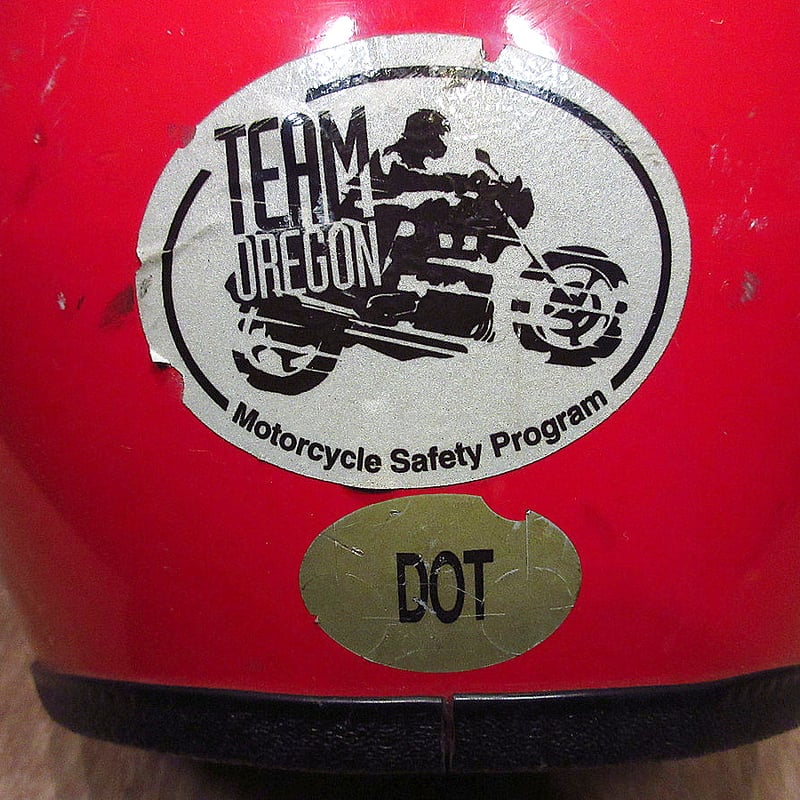 TEAM
OREGON
Motorcycle Safety Program
DOT